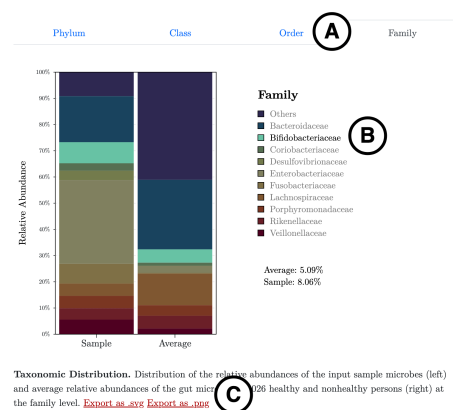 Phylum Class Order A Family
100%
90%
80%
70%
60%
50%
40%
30%
20%
10%
0%
Relative Abundance
Sample Average
Family
Others
Bacteroidaceae
Bifidobacteriaceae B
Coriobacteriaceae
Desulfovibrionaceae
Enterobacteriaceae
Fusobacteriaceae
Lachnospiraceae
Porphyromonadaceae
Rikenellaceae
Veillonellaceae
Average: 5.09%
Sample: 8.06%
Taxonomic Distribution. Distribution of the relative abundances of the input sample microbes (left)
and average relative abundances of the gut C healthy and nonhealthy persons (right) at
the family level. Export as .svg Export as .png